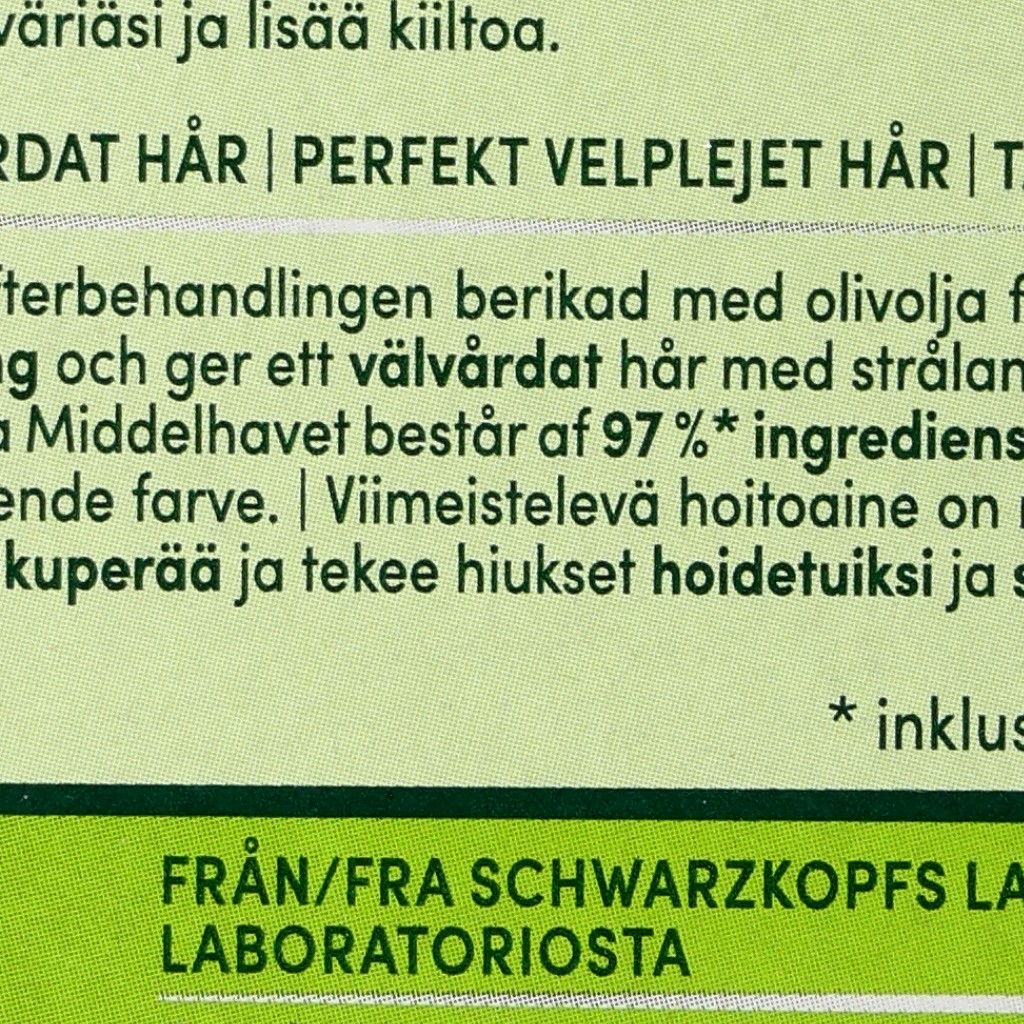 väriäsi ja lisää kiiltoa.
RDAT HÅR | PERFEKT VELPLEJET HÅR | T
fterbehandlingen berikad med olivolja f
ng och ger ett välvårdat hår med strålan
a Middelhavet består af 97 %* ingrediens
ende farve. | Viimeistelevä hoitoaine on
kuperää ja tekee hiukset hoidetuiksi ja s
* inklus
FRÅN/FRA SCHWARZKOPFS LA
LABORATORIOSTA